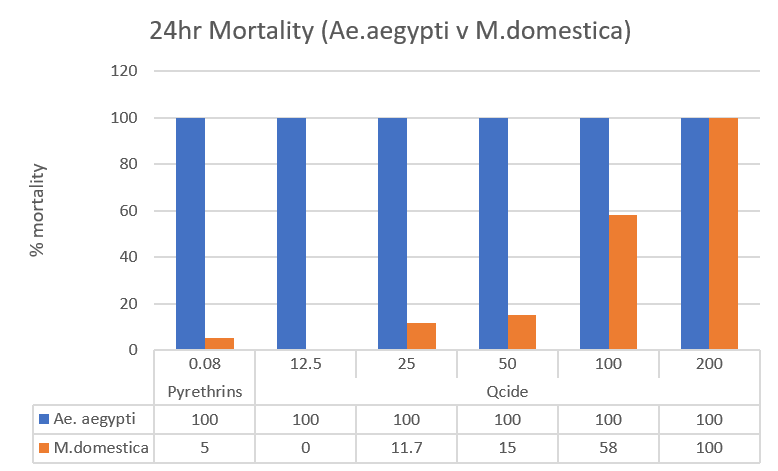 24hr Mortality (Ae.aegypti v M.domestica)
% mortality
120
100
80
60
40
20
0
0.08 12.5 25 50 100 200
Pyrethrins Qcide
Ae. aegypti 100 100 100 100 100 100
M.domestica 5 0 11.7 15 58 100